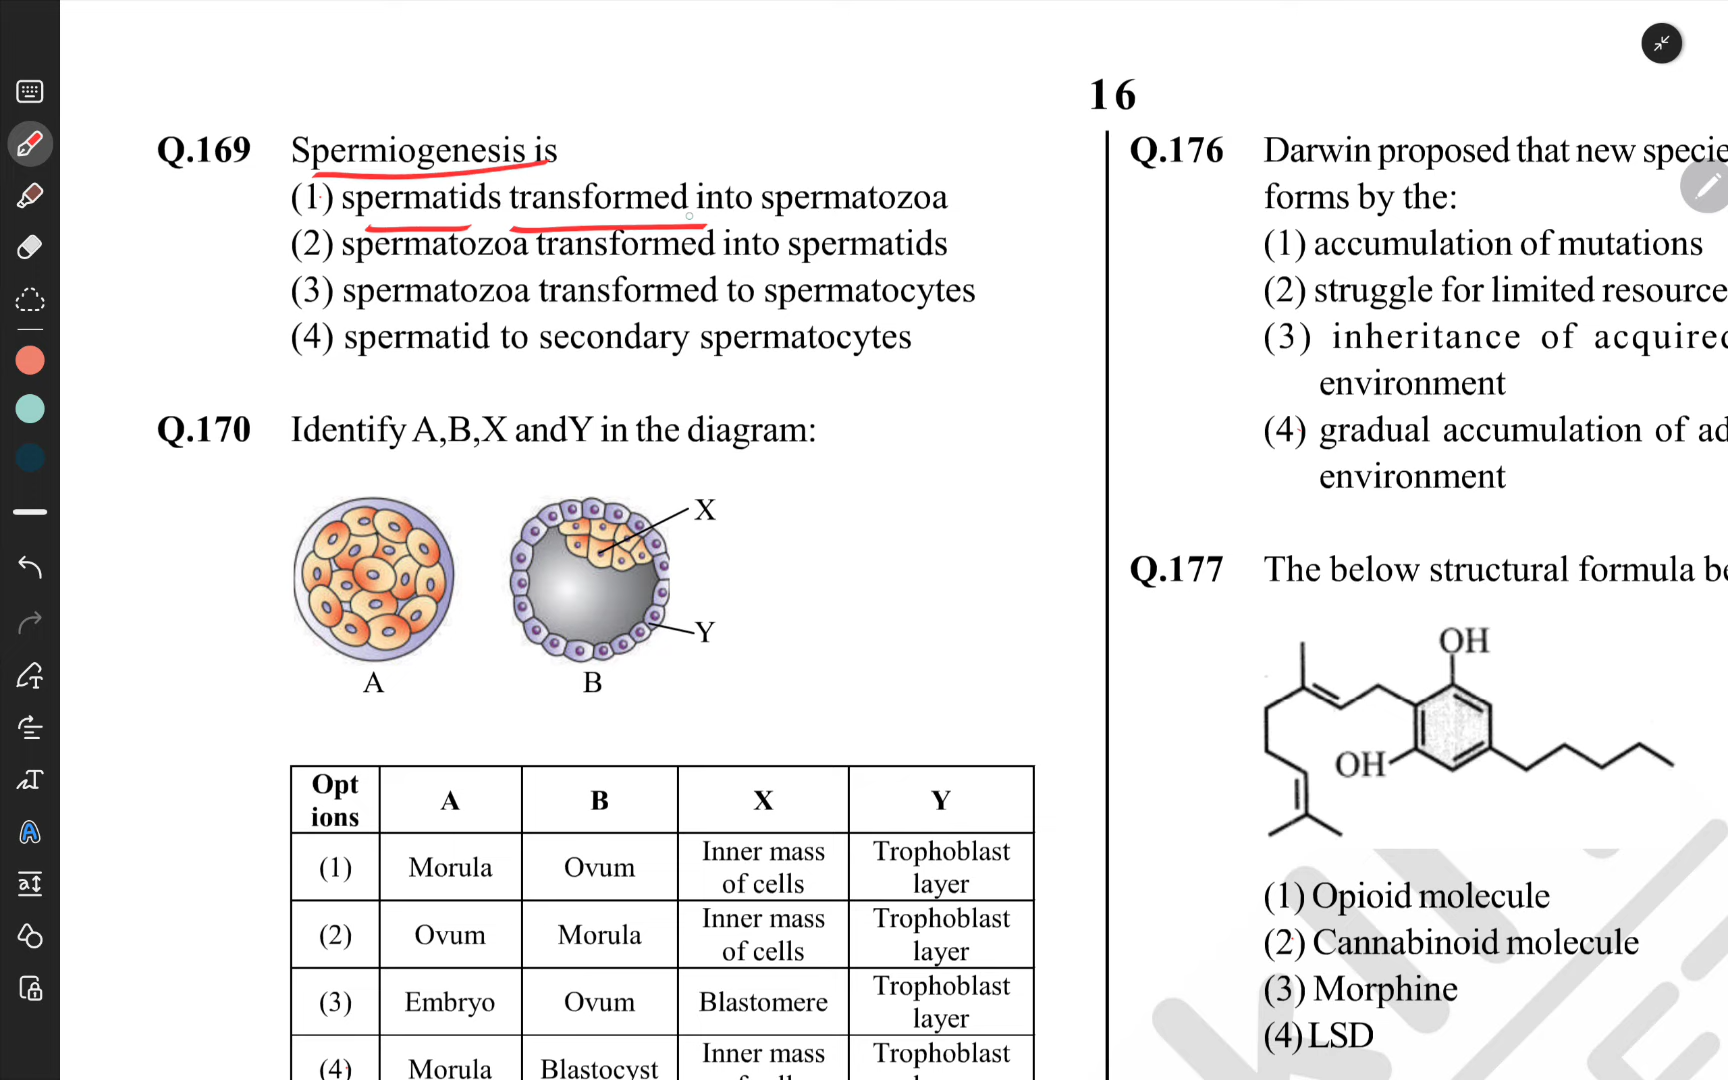 16
Q.169 Spermiogenesis is
(1) spermatids transformed into spermatozoa
(2) spermatozoa transformed into spermatids
(3) spermatozoa transformed to spermatocytes
(4) spermatid to secondary spermatocytes
Q.170 Identify A,B,X andY in the diagram:
X
Y
A B
Opt ions A B X Y
(1) Morula Ovum Inner mass of cells Trophoblast layer
(2) Ovum Morula Inner mass of cells Trophoblast layer
(3) Embryo Ovum Blastomere Trophoblast layer
(4) Morula Blastocyst Inner mass Trophoblast
Q.176 Darwin proposed that new specie
forms by the:
(1) accumulation of mutations
(2) struggle for limited resource
(3) inheritance of acquired
environment
(4) gradual accumulation of ad
environment
Q.177 The below structural formula be
OH
OH
(1) Opioid molecule
(2) Cannabinoid molecule
(3) Morphine
(4) LSD